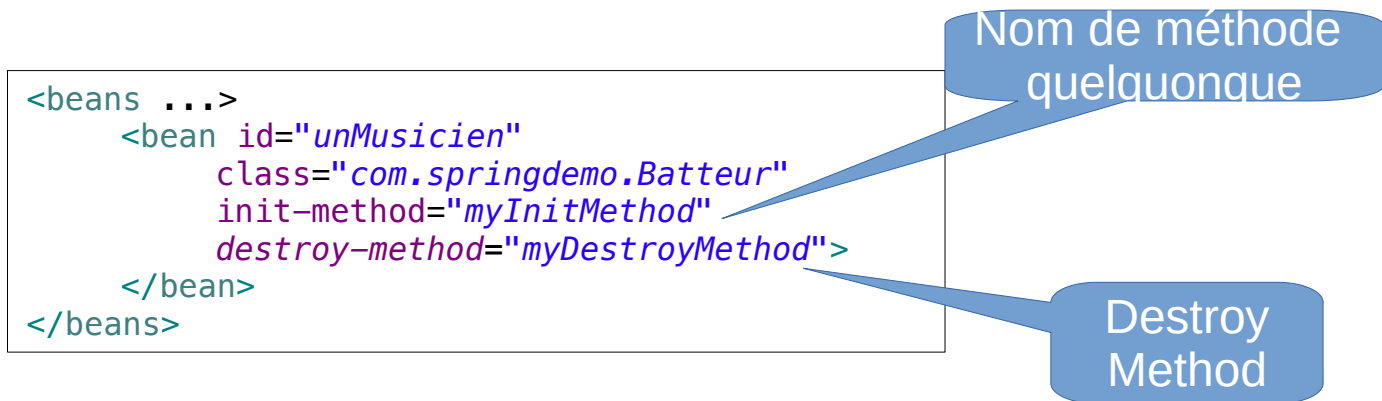 Nom de méthode
quelquonque
<beans ...>
<bean id="unMusicien"
class="com.springdemo.Batteur"
init-method="myInitMethod"
destroy-method="myDestroyMethod">
</bean>
</beans>
Destroy
Method